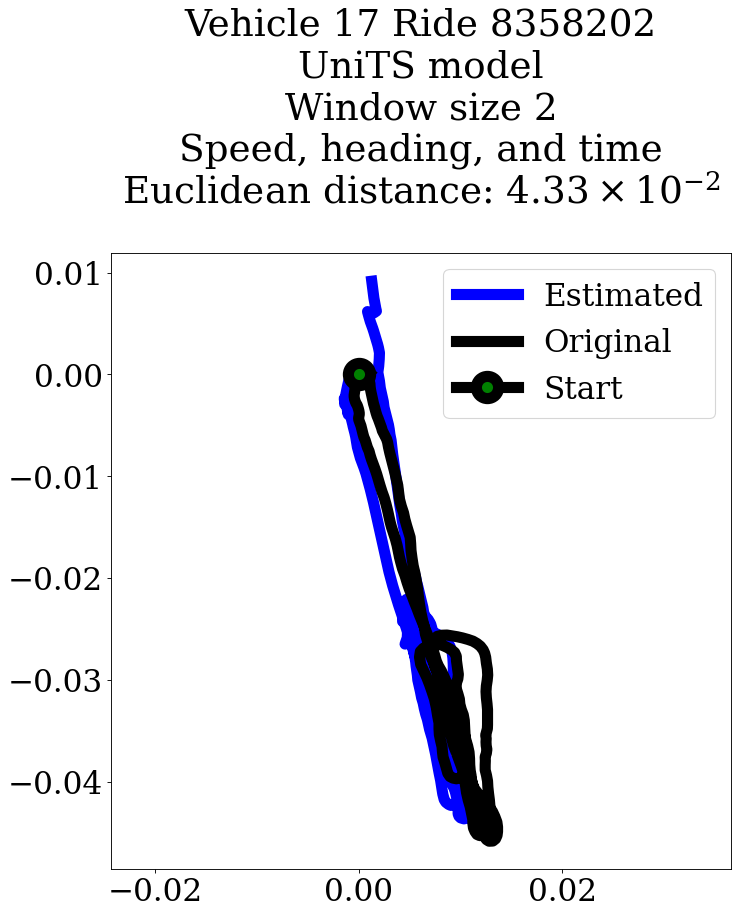 Vehicle 17 Ride 8358202
UniTS model
Window size 2
Speed, heading, and time
Euclidean distance: 4.33 × 10⁻²
Estimated
Original
Start
0.01
0.00
−0.01
−0.02
−0.03
−0.04
−0.02 0.00 0.02